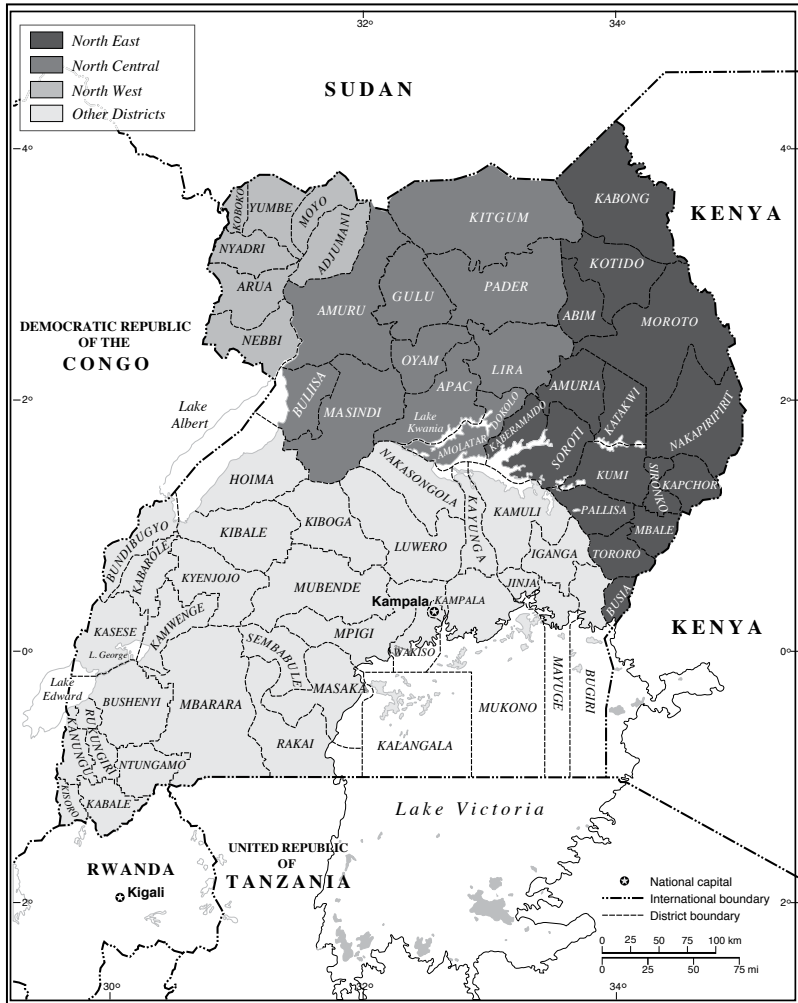 32°
34°
North East
North Central
North West
Other Districts
SUDAN
4°
4°
KABONG
KENYA
KOBOKO
YUMBE
MOYO
ADJUMANI
KITGUM
NYADRI
KOTIDO
ARUA
AMURU
GULU
PADER
ABIM
MOROTO
DEMOCRATIC REPUBLIC
OF THE
CONGO
NEBBI
OYAM
LIRA
APAC
AMURIA
KATAKWI
NAKAPIRIPIRIT
BULIISA
MASINDI
Lake
Albert
2°
2°
Lake
Kwania
DOKOLO
AMOLATAR
KABERAMAIDO
SOROTI
KUMI
SIRONKO
KAPCHOR
HOIMA
NAKASONGOLA
KAMULI
PALLISA
MBALE
BUNDIBUGYO
KABAROLE
KIBALE
KIBOGA
LUWERO
KAYUNGA
IGANGA
TORORO
KYENJOJO
MUBENDE
JINJA
BUSIA
KAMWENGE
Kampala
KAMPALA
KASESE
L. George
SEMBABULE
MPIGI
WAKISO
KENYA
0°
0°
Lake
Edward
BUSHENYI
MBARARA
MASAKA
MUKONO
MAYUGE
BUGIRI
KANUNGU
RUKUNGIRI
RAKAI
KALANGALA
NTUNGAMO
KISORO
KABALE
Lake Victoria
RWANDA
Kigali
UNITED REPUBLIC
OF
TANZANIA
National capital
International boundary
District boundary
0 25 50 75 100 km
0 25 50 75 mi
2°
2°
30°
32°
34°